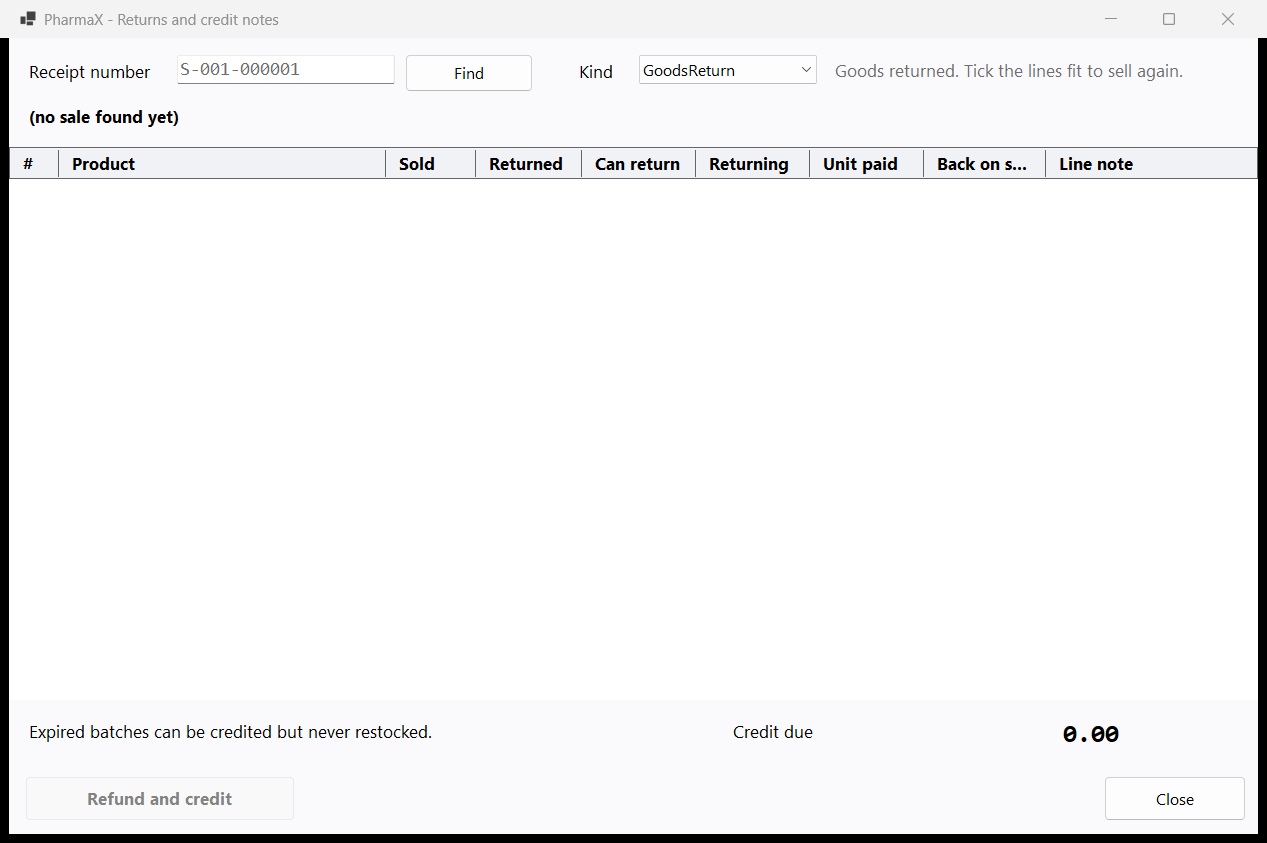 PharmaX - Returns and credit notes
Receipt number S-001-000001 Find Kind GoodsReturn Goods returned. Tick the lines fit to sell again.
(no sale found yet)
# Product Sold Returned Can return Returning Unit paid Back on s... Line note
Expired batches can be credited but never restocked. Credit due 0.00
Refund and credit Close